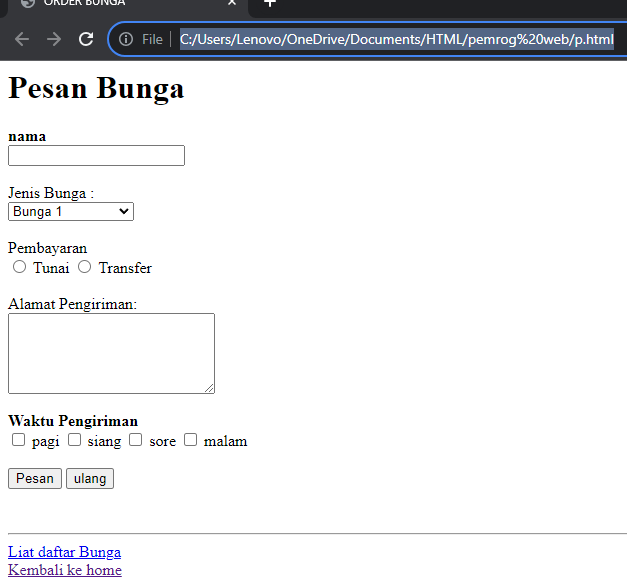 ORDER BUNGA
File C:/Users/Lenovo/OneDrive/Documents/HTML/pemrog%20web/p.html
Pesan Bunga
nama
Jenis Bunga :
Bunga 1
Pembayaran
Tunai Transfer
Alamat Pengiriman:
Waktu Pengiriman
pagi siang sore malam
Pesan ulang
Liat daftar Bunga
Kembali ke home